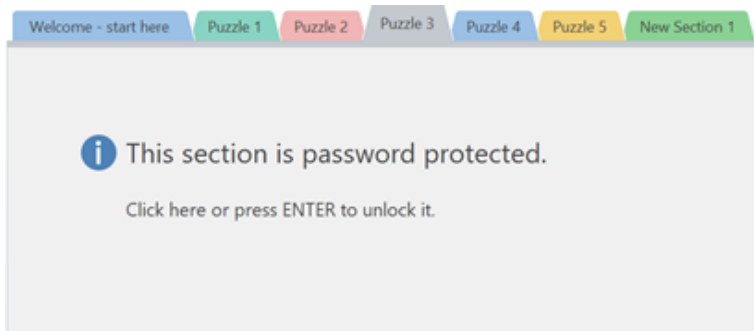 Welcome - start here Puzzle 1 Puzzle 2 Puzzle 3 Puzzle 4 Puzzle 5 New Section 1
i This section is password protected.
Click here or press ENTER to unlock it.